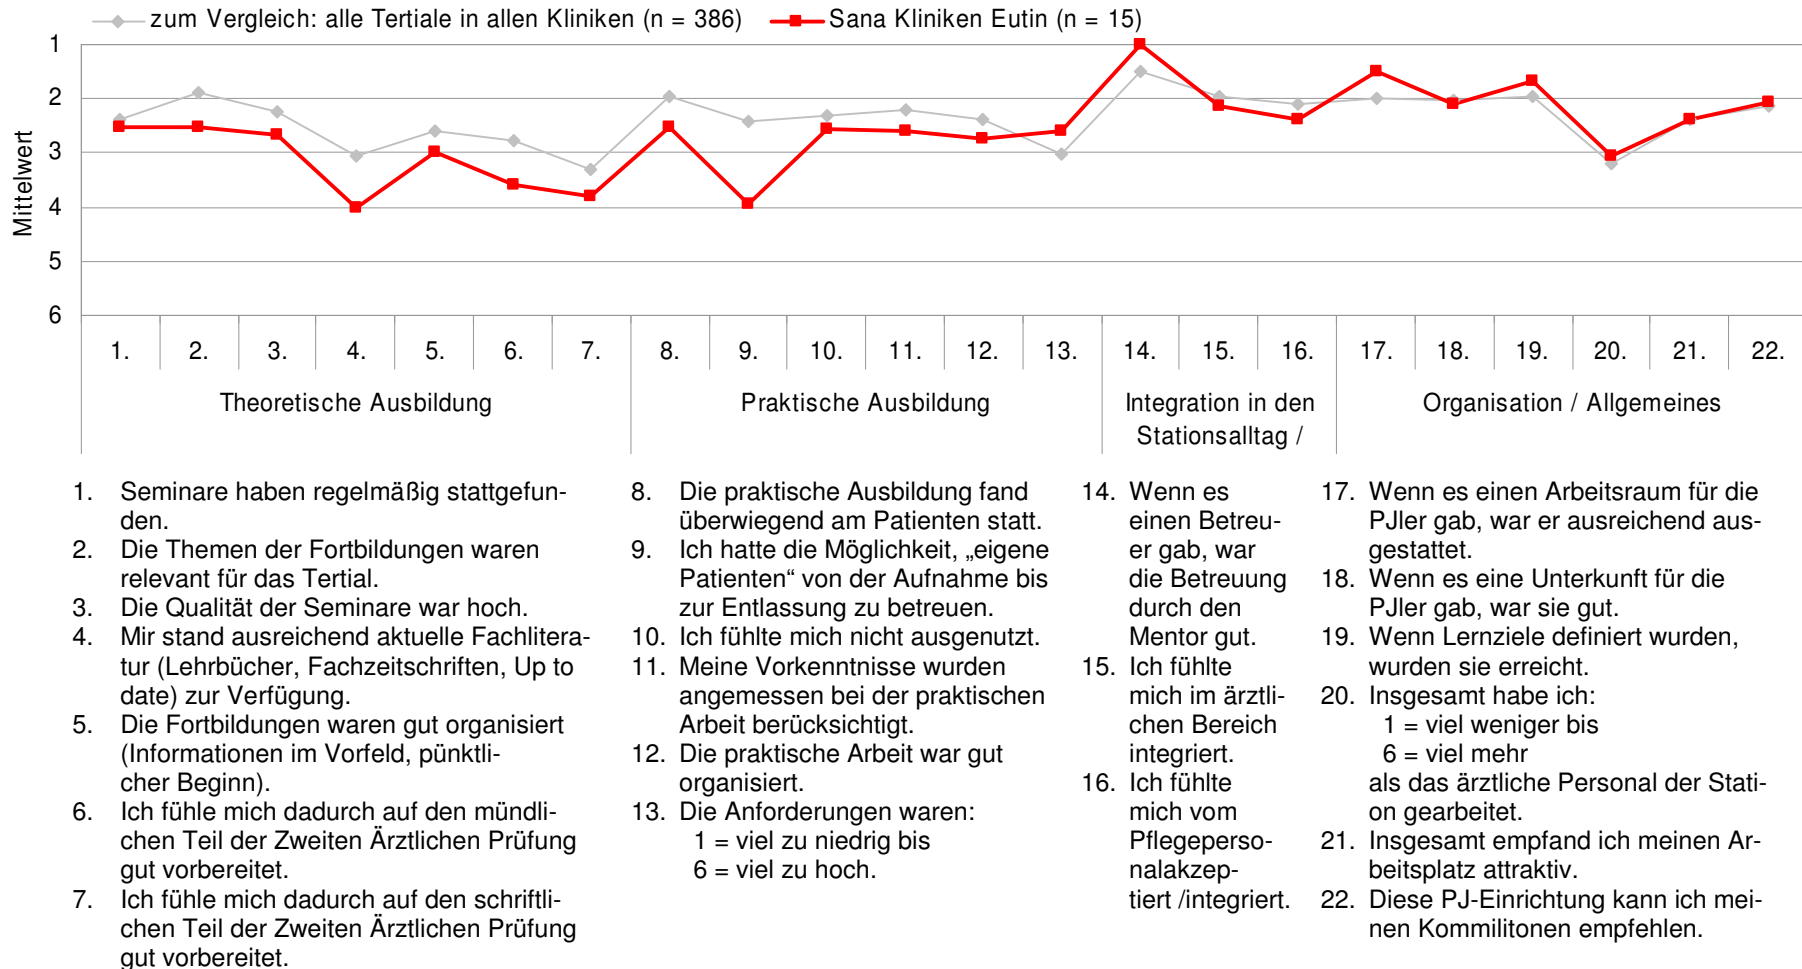 zum Vergleich: alle Tertiale in allen Kliniken (n = 386)
Sana Kliniken Eutin (n = 15)
Mittelwert
1
2
3
4
5
6
1. 2. 3. 4. 5. 6. 7. 8. 9. 10. 11. 12. 13. 14. 15. 16. 17. 18. 19. 20. 21. 22.
Theoretische Ausbildung
Praktische Ausbildung
Integration in den
Stationsalltag /
Organisation / Allgemeines
1. Seminare haben regelmäßig stattgefun-
den.
2. Die Themen der Fortbildungen waren
relevant für das Tertial.
3. Die Qualität der Seminare war hoch.
4. Mir stand ausreichend aktuelle Fachlitera-
tur (Lehrbücher, Fachzeitschriften, Up to
date) zur Verfügung.
5. Die Fortbildungen waren gut organisiert
(Informationen im Vorfeld, pünktli-
cher Beginn).
6. Ich fühle mich dadurch auf den mündli-
chen Teil der Zweiten Ärztlichen Prüfung
gut vorbereitet.
7. Ich fühle mich dadurch auf den schriftli-
chen Teil der Zweiten Ärztlichen Prüfung
gut vorbereitet.
8. Die praktische Ausbildung fand
überwiegend am Patienten statt.
9. Ich hatte die Möglichkeit, „eigene
Patienten“ von der Aufnahme bis
zur Entlassung zu betreuen.
10. Ich fühlte mich nicht ausgenutzt.
11. Meine Vorkenntnisse wurden
angemessen bei der praktischen
Arbeit berücksichtigt.
12. Die praktische Arbeit war gut
organisiert.
13. Die Anforderungen waren:
1 = viel zu niedrig bis
6 = viel zu hoch.
14. Wenn es
einen Betreu-
er gab, war
die Betreuung
durch den
Mentor gut.
15. Ich fühlte
mich im ärztli-
chen Bereich
integriert.
16. Ich fühlte
mich vom
Pflegeperso-
nalakzep-
tiert /integriert.
17. Wenn es einen Arbeitsraum für die
PJler gab, war er ausreichend aus-
gestattet.
18. Wenn es eine Unterkunft für die
PJler gab, war sie gut.
19. Wenn Lernziele definiert wurden,
wurden sie erreicht.
20. Insgesamt habe ich:
1 = viel weniger bis
6 = viel mehr
als das ärztliche Personal der Stati-
on gearbeitet.
21. Insgesamt empfand ich meinen Ar-
beitsplatz attraktiv.
22. Diese PJ-Einrichtung kann ich mei-
nen Kommilitonen empfehlen.